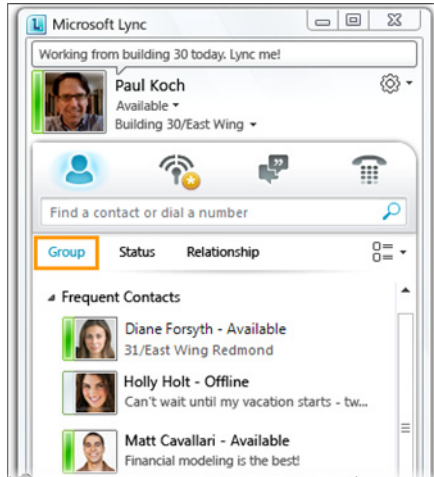 Microsoft Lync
Working from building 30 today. Lync me!
Paul Koch
Available
Building 30/East Wing
Find a contact or dial a number
Group Status Relationship
Frequent Contacts
Diane Forsyth - Available
31/East Wing Redmond
Holly Holt - Offline
Can't wait until my vacation starts - tw...
Matt Cavallari - Available
Financial modeling is the best!